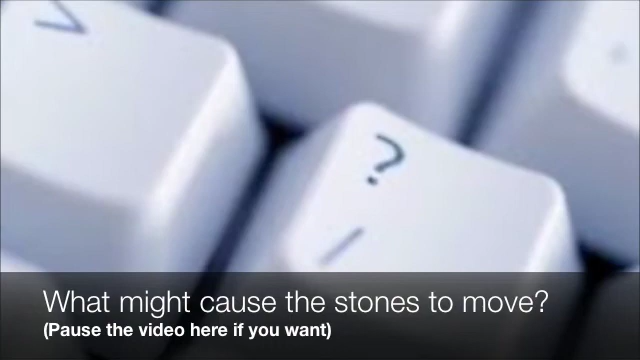 >
?
/
What might cause the stones to move?
(Pause the video here if you want)